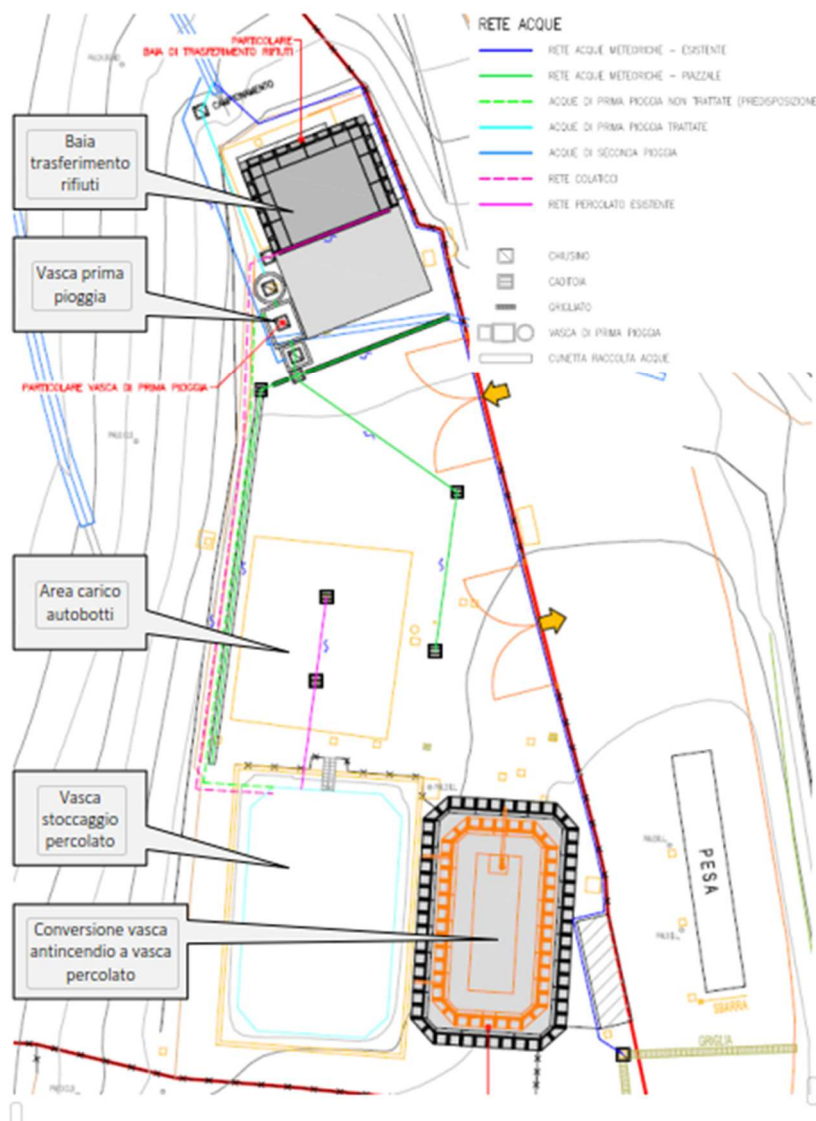 RETE ACQUE
RETE ACQUE METEORICHE – ESISTENTE
RETE ACQUE METEORICHE – PIAZZALE
ACQUE DI PRIMA PIOGGIA NON TRATTATE (PREDISPOSIZIONE
ACQUE DI PRIMA PIOGGIA TRATTATE
ACQUE DI SECONDA PIOGGIA
RETE COLATICCI
RETE PERCOLATO ESISTENTE
CHIUSINO
CADITOIA
GRIGLIATO
VASCA DI PRIMA PIOGGIA
CUNETTA RACCOLTA ACQUE
PARTICOLARE
BAIA DI TRASFERIMENTO RIFIUTI
CAMPIONAMENTO
Baia
trasferimento
rifiuti
Vasca prima
pioggia
PARTICOLARE VASCA DI PRIMA PIOGGIA
Area carico
autobotti
Vasca
stoccaggio
percolato
Conversione vasca
antincendio a vasca
percolato
PESA
SBARRA
GRIGLIA